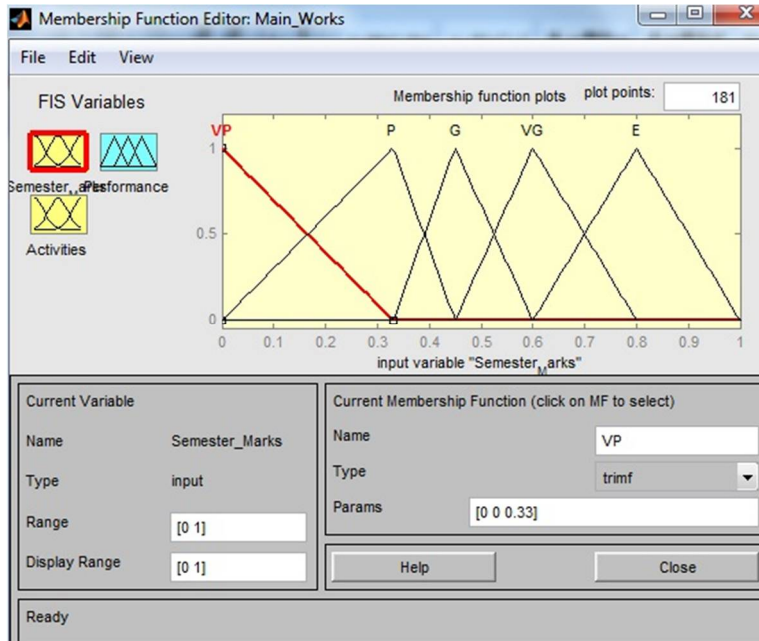 Membership Function Editor: Main_Works
File Edit View
FIS Variables
Membership function plots plot points: 181
VP P G VG E
1
0.5
0
0 0.1 0.2 0.3 0.4 0.5 0.6 0.7 0.8 0.9 1
input variable "Semester_Marks"
Semester_Marks Performance
Activities
Current Variable
Name Semester_Marks
Type input
Range [0 1]
Display Range [0 1]
Current Membership Function (click on MF to select)
Name VP
Type trimf
Params [0 0 0.33]
Help Close
Ready